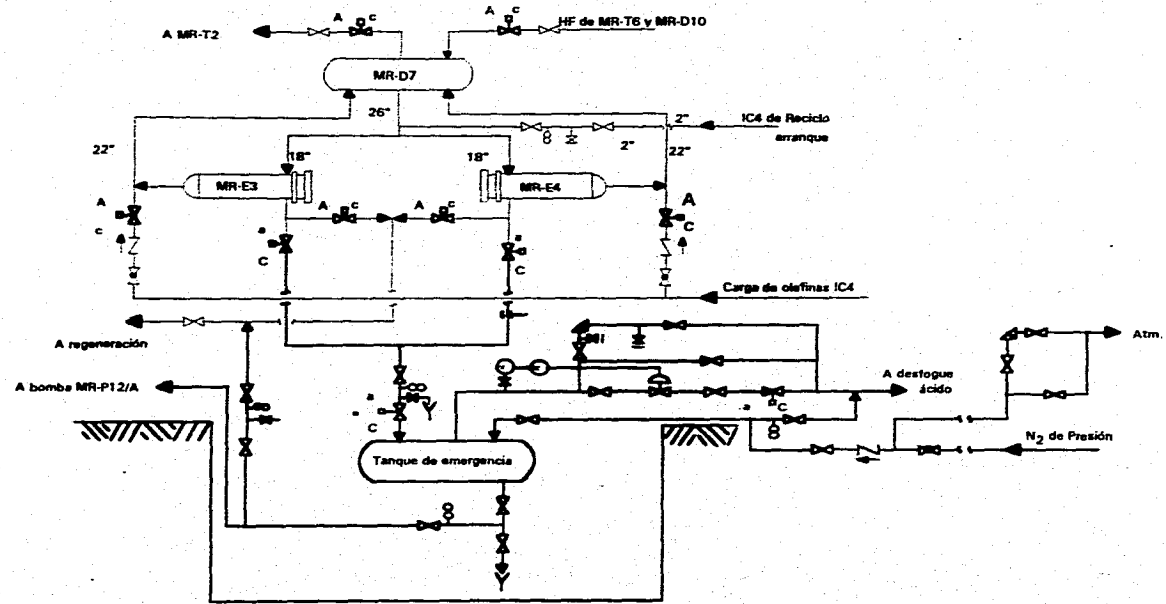 A c
A c
A MR-T2
HF de MR-T6 y MR-D10
MR-D7
26"
2"
IC4 de Reciclo
arranque
22"
18"
18"
2"
22"
MR-E3
MR-E4
A
A c
A c
A
c
a
C
a
C
C
Carga de olefinas IC4
A regeneración
Atm.
A bomba MR-P12/A
A desfogue
ácido
a
C
a
C
N2 de Presión
Tanque de emergencia